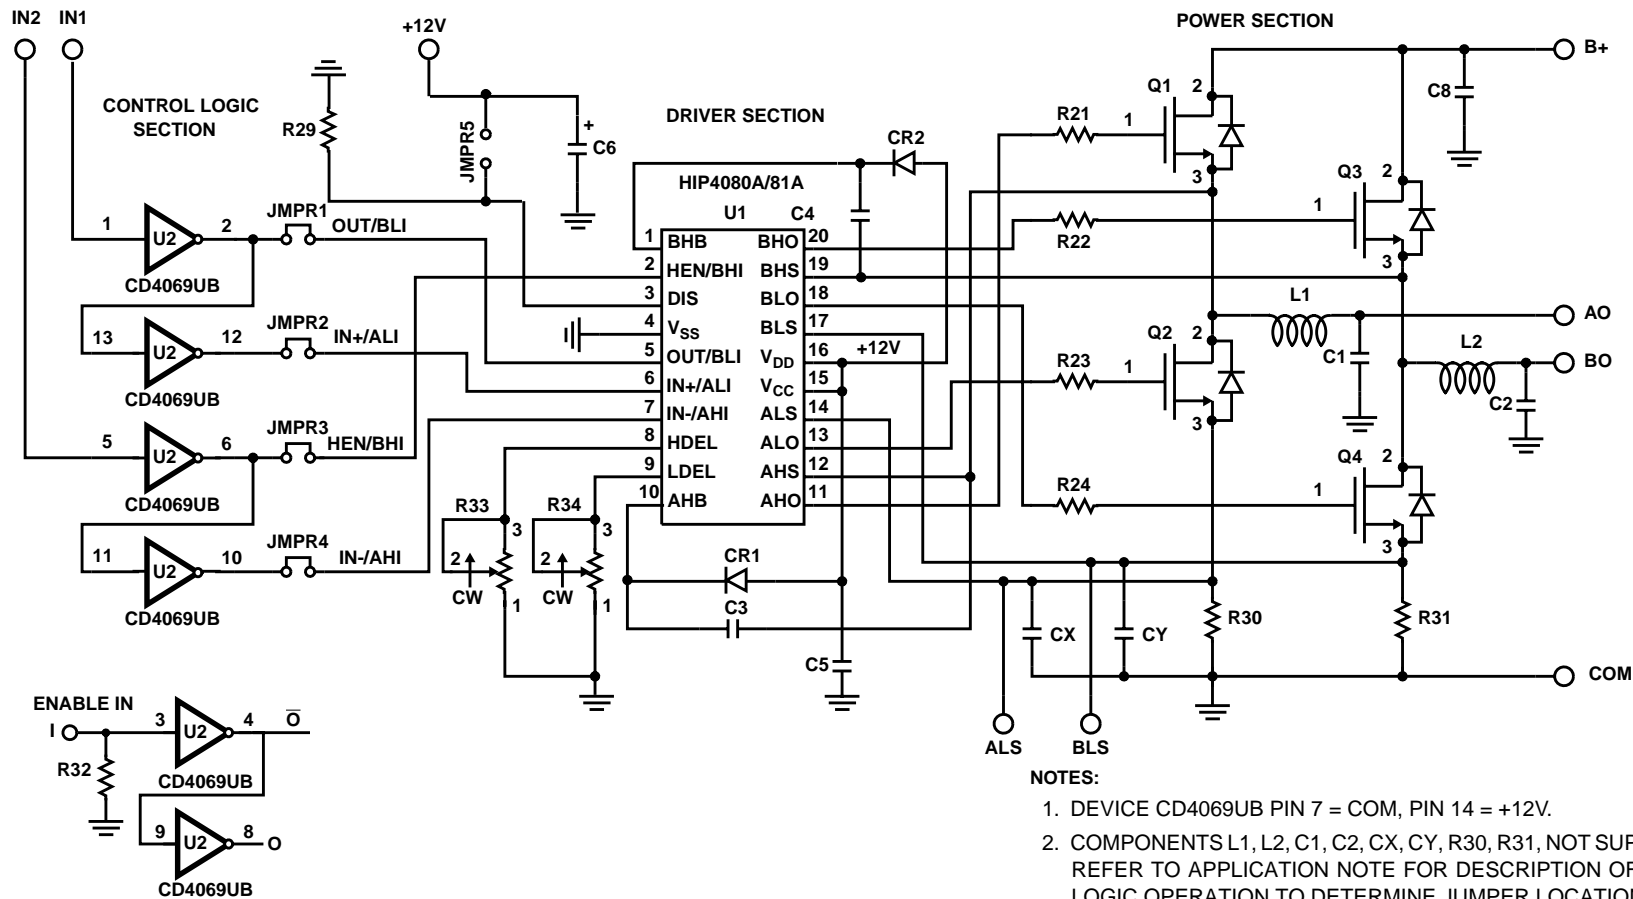 IN2 IN1
+12V
POWER SECTION
B+
CONTROL LOGIC
SECTION
R29
JMPR5
+
C6
DRIVER SECTION
CR2
HIP4080A/81A
U1
C4
R21
1
Q1
2
3
C8
R22
1
Q3
2
3
1
U2
2
JMPR1
OUT/BLI
CD4069UB
13
U2
12
JMPR2
IN+/ALI
CD4069UB
5
U2
6
JMPR3
HEN/BHI
CD4069UB
11
U2
10
JMPR4
IN-/AHI
CD4069UB
1 BHB BHO 20
2 HEN/BHI BHS 19
3 DIS BLO 18
4 VSS BLS 17
5 OUT/BLI VDD 16
6 IN+/ALI VCC 15
7 IN-/AHI ALS 14
8 HDEL ALO 13
9 LDEL AHS 12
10 AHB AHO 11
+12V
R23
1
Q2
2
3
L1
C1
AO
L2
C2
BO
R24
1
Q4
2
3
R33
3
2
CW
1
R34
3
2
CW
1
CR1
C3
C5
CX
CY
R30
R31
COM
ALS
BLS
ENABLE IN
I
R32
3
U2
4
O
CD4069UB
9
U2
8
O
CD4069UB
NOTES:
1. DEVICE CD4069UB PIN 7 = COM, PIN 14 = +12V.
2. COMPONENTS L1, L2, C1, C2, CX, CY, R30, R31, NOT SUP
REFER TO APPLICATION NOTE FOR DESCRIPTION OF
LOGIC OPERATION TO DETERMINE JUMPER LOCATION